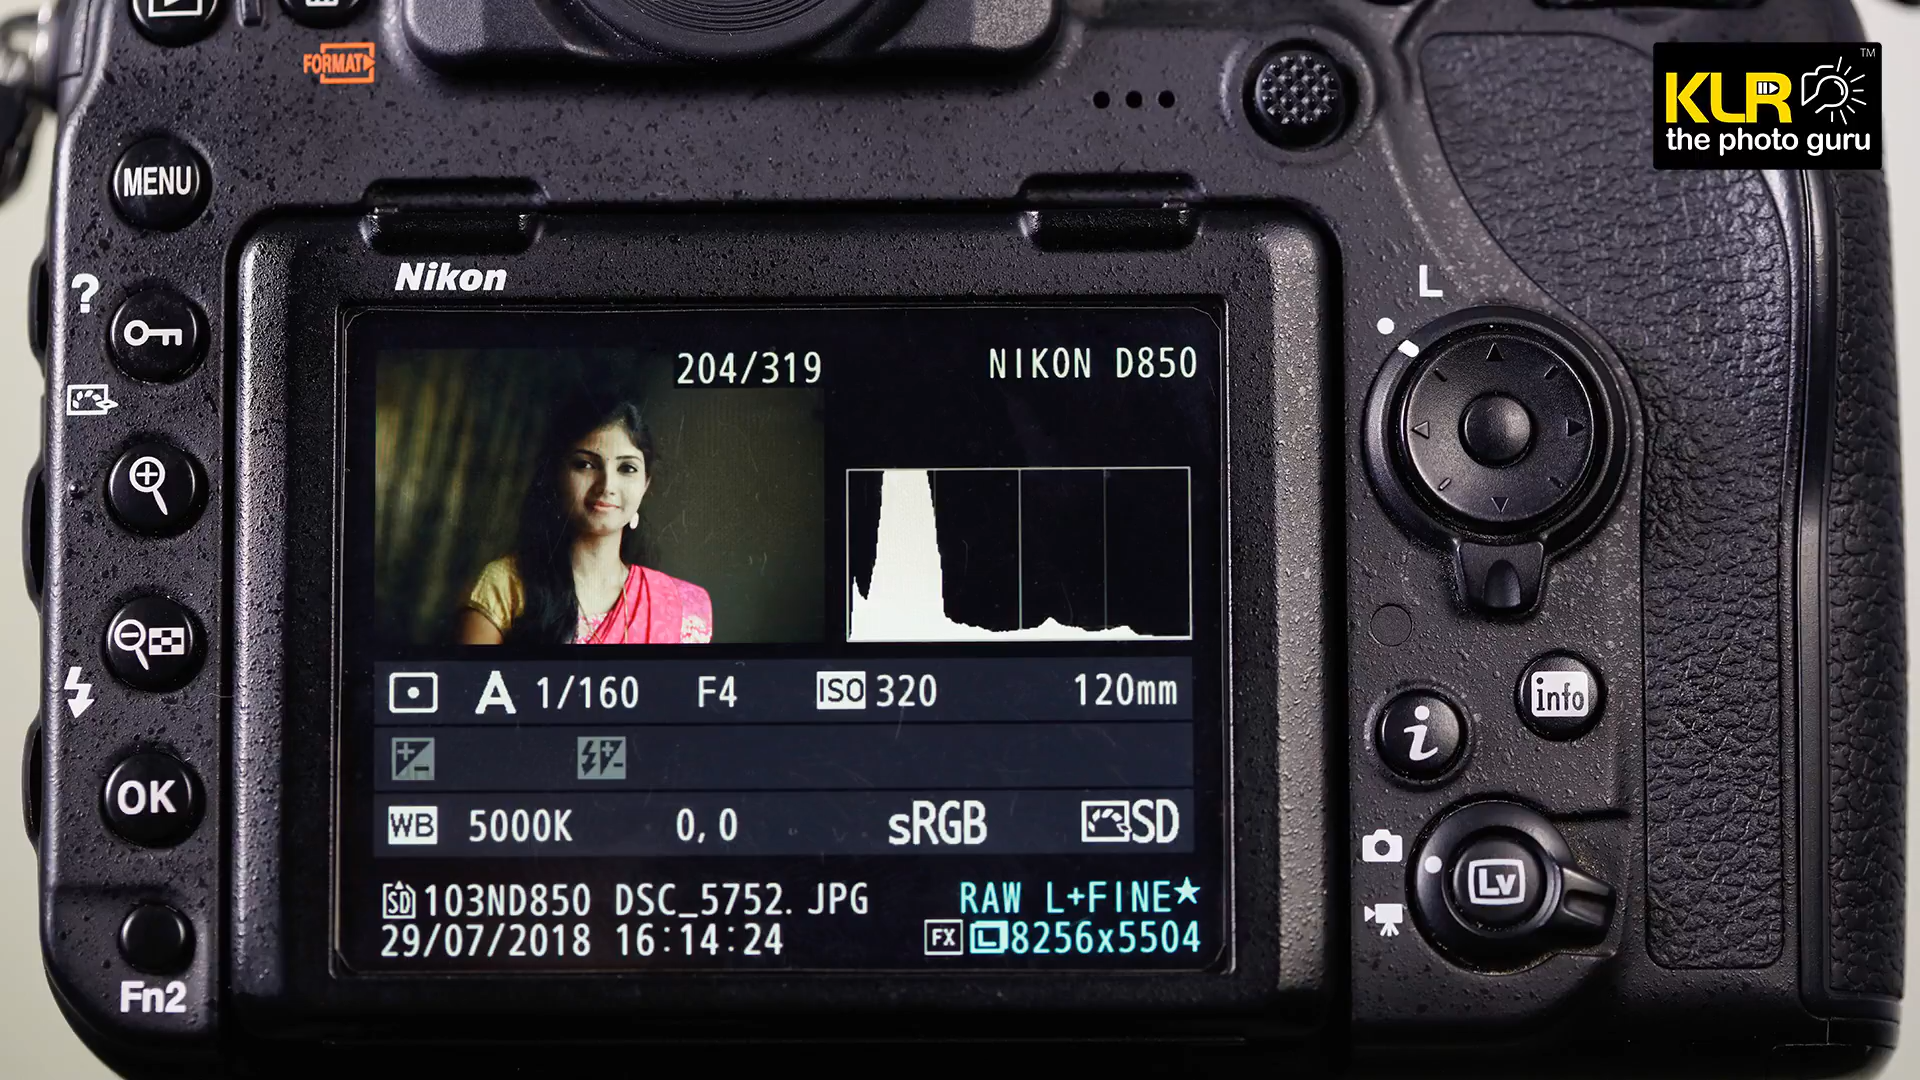 FORMAT
KLR
TM
the photo guru
MENU
Nikon
?
L
204/319
NIKON D850
A 1/160 F4 ISO 320 120mm
info
i
WB 5000K 0, 0 sRGB SD
OK
Lv
SD 103ND850 DSC_5752. JPG RAW L+FINE★
29/07/2018 16:14:24 FX L 8256x5504
Fn2